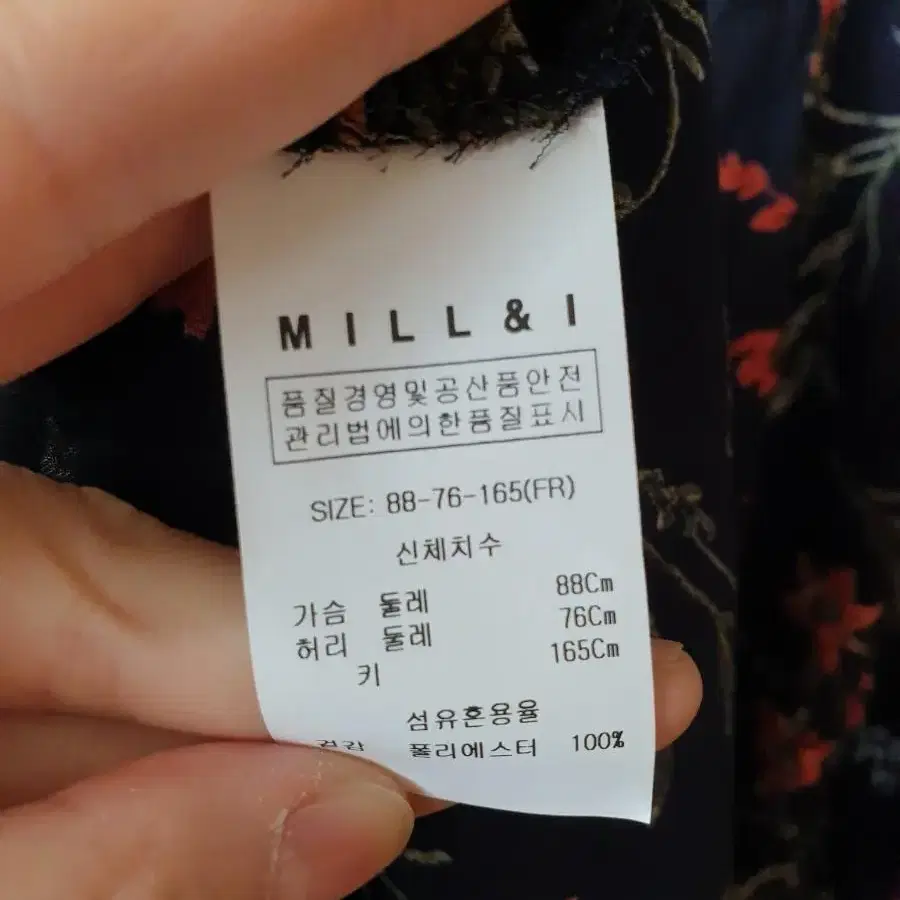 MILL&I
품질경영및공산품안전
관리법에의한품질표시
SIZE: 88-76-165(FR)
신체치수
가슴 둘레 88Cm
허리 둘레 76Cm
키 165Cm
섬유혼용율
폴리에스터 100%